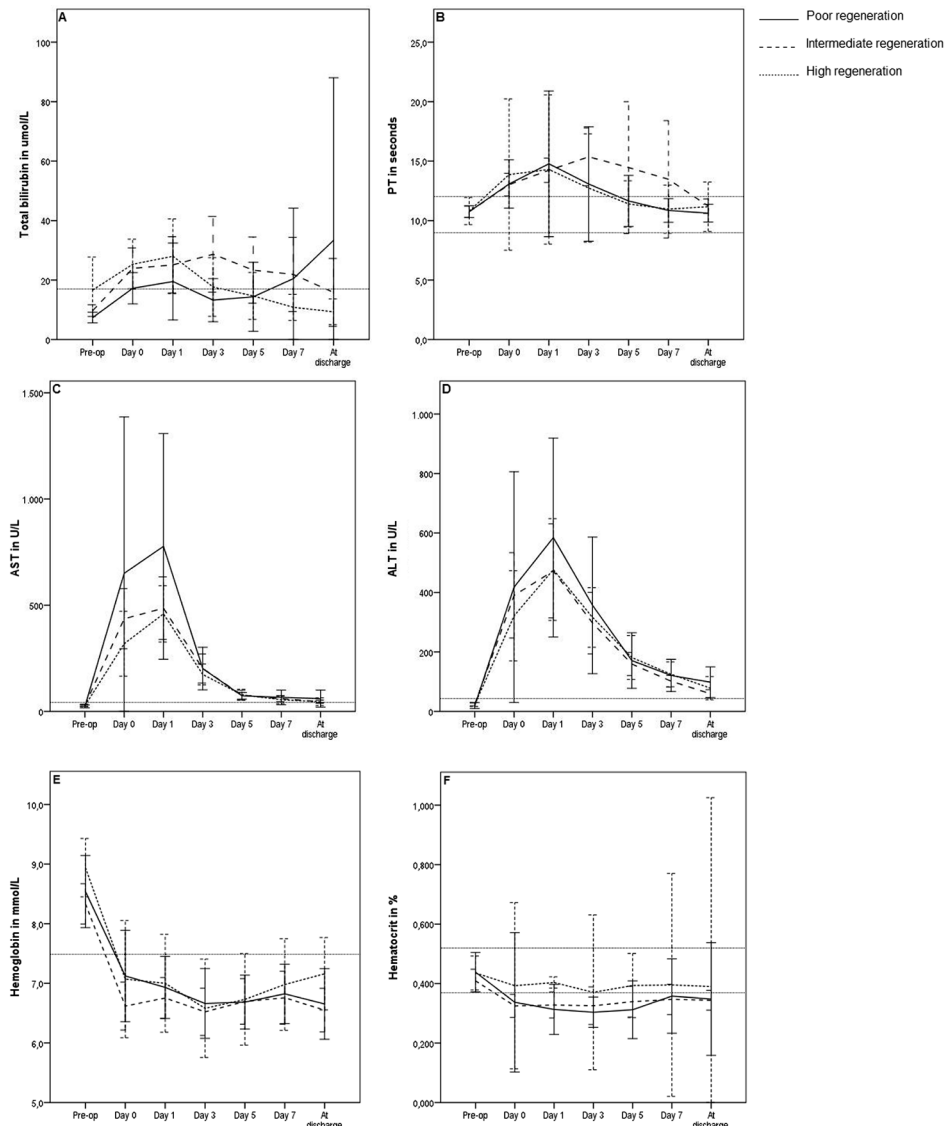 Poor regeneration
Intermediate regeneration
High regeneration
A
Total bilirubin in umol/L
100
80
60
40
20
0
Pre-op Day 0 Day 1 Day 3 Day 5 Day 7 At discharge
B
PT in seconds
25,0
20,0
15,0
10,0
5,0
0,0
Pre-op Day 0 Day 1 Day 3 Day 5 Day 7 At discharge
C
AST in U/L
1.500
1.000
500
0
Pre-op Day 0 Day 1 Day 3 Day 5 Day 7 At discharge
D
ALT in U/L
1.000
800
600
400
200
0
Pre-op Day 0 Day 1 Day 3 Day 5 Day 7 At discharge
E
Hemoglobin in mmol/L
10,0
9,0
8,0
7,0
6,0
5,0
Pre-op Day 0 Day 1 Day 3 Day 5 Day 7 At discharge
F
Hematocrit in %
1,000
0,800
0,600
0,400
0,200
0,000
Pre-op Day 0 Day 1 Day 3 Day 5 Day 7 At discharge